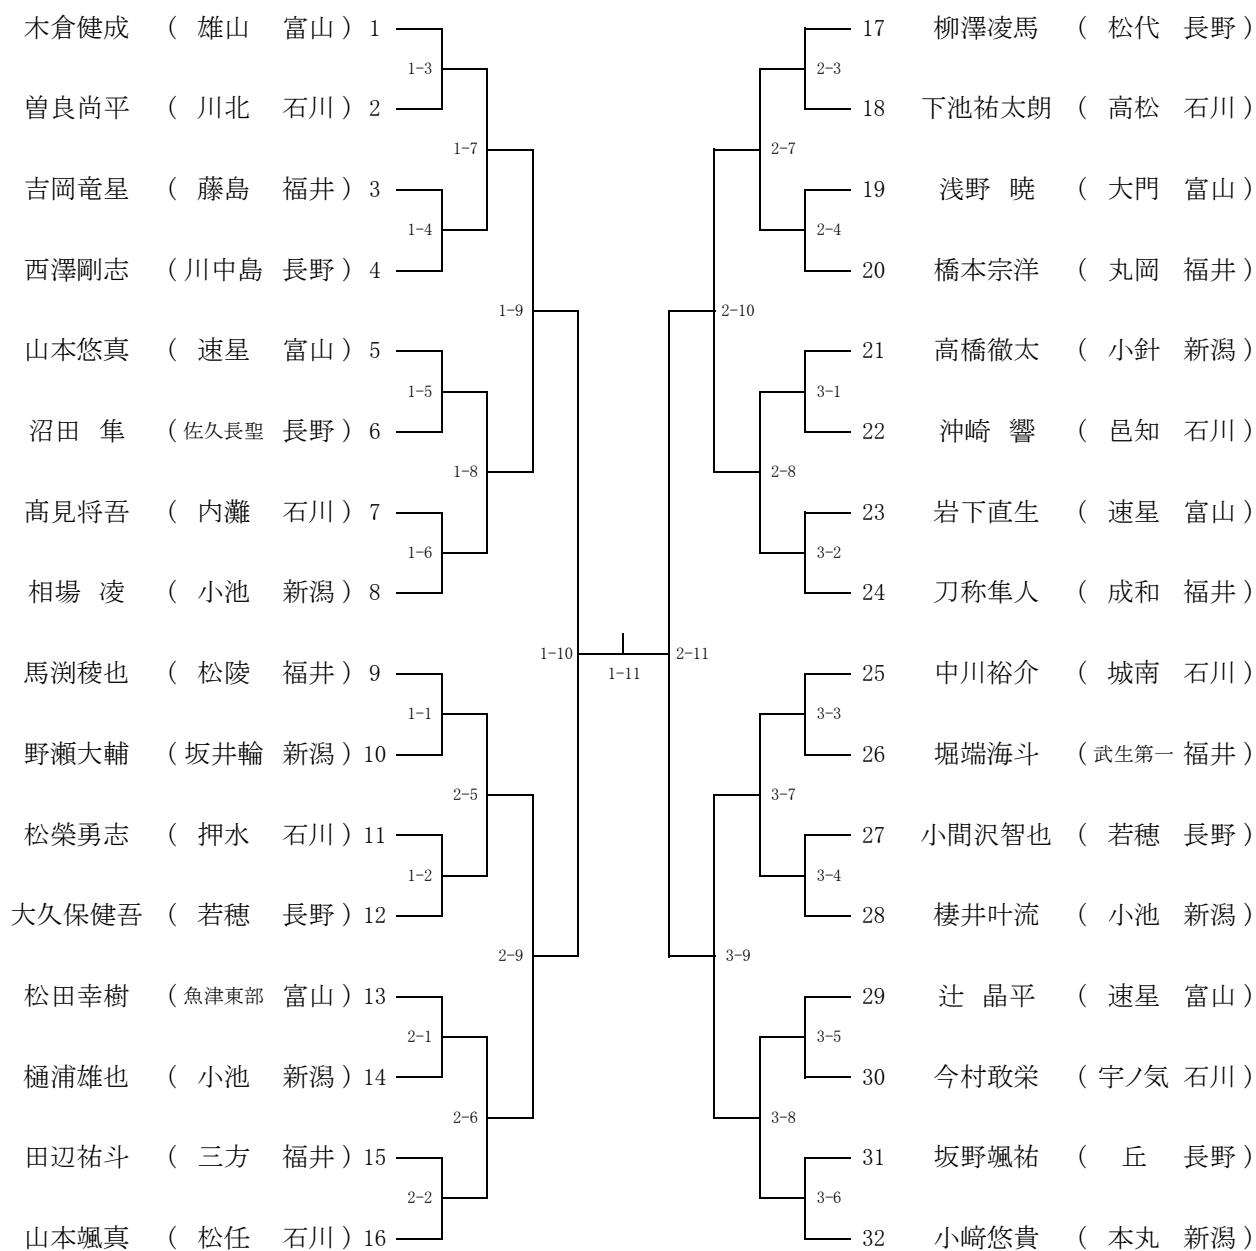 木倉健成 ( 雄山 富山 ) 1
1-3
曽良尚平 ( 川北 石川 ) 2
1-7
吉岡竜星 ( 藤島 福井 ) 3
1-4
西澤剛志 ( 川中島 長野 ) 4
1-9
山本悠真 ( 速星 富山 ) 5
1-5
沼田 隼 ( 佐久長聖 長野 ) 6
1-8
髙見将吾 ( 内灘 石川 ) 7
1-6
相場 凌 ( 小池 新潟 ) 8
1-10
1-11
馬渕稜也 ( 松陵 福井 ) 9
1-1
野瀬大輔 ( 坂井輪 新潟 ) 10
2-5
松榮勇志 ( 押水 石川 ) 11
1-2
大久保健吾 ( 若穂 長野 ) 12
2-9
松田幸樹 ( 魚津東部 富山 ) 13
2-1
樋浦雄也 ( 小池 新潟 ) 14
2-6
田辺祐斗 ( 三方 福井 ) 15
2-2
山本颯真 ( 松任 石川 ) 16
17 柳澤凌馬 ( 松代 長野 )
2-3
18 下池祐太朗 ( 高松 石川 )
2-7
19 浅野 暁 ( 大門 富山 )
2-4
20 橋本宗洋 ( 丸岡 福井 )
2-10
21 高橋徹太 ( 小針 新潟 )
3-1
22 沖崎 響 ( 邑知 石川 )
2-8
23 岩下直生 ( 速星 富山 )
3-2
24 刀称隼人 ( 成和 福井 )
2-11
25 中川裕介 ( 城南 石川 )
3-3
26 堀端海斗 ( 武生第一 福井 )
3-7
27 小間沢智也 ( 若穂 長野 )
3-4
28 棲井叶流 ( 小池 新潟 )
3-9
29 辻 晶平 ( 速星 富山 )
3-5
30 今村敢栄 ( 宇ノ気 石川 )
3-8
31 坂野颯祐 ( 丘 長野 )
3-6
32 小﨑悠貴 ( 本丸 新潟 )